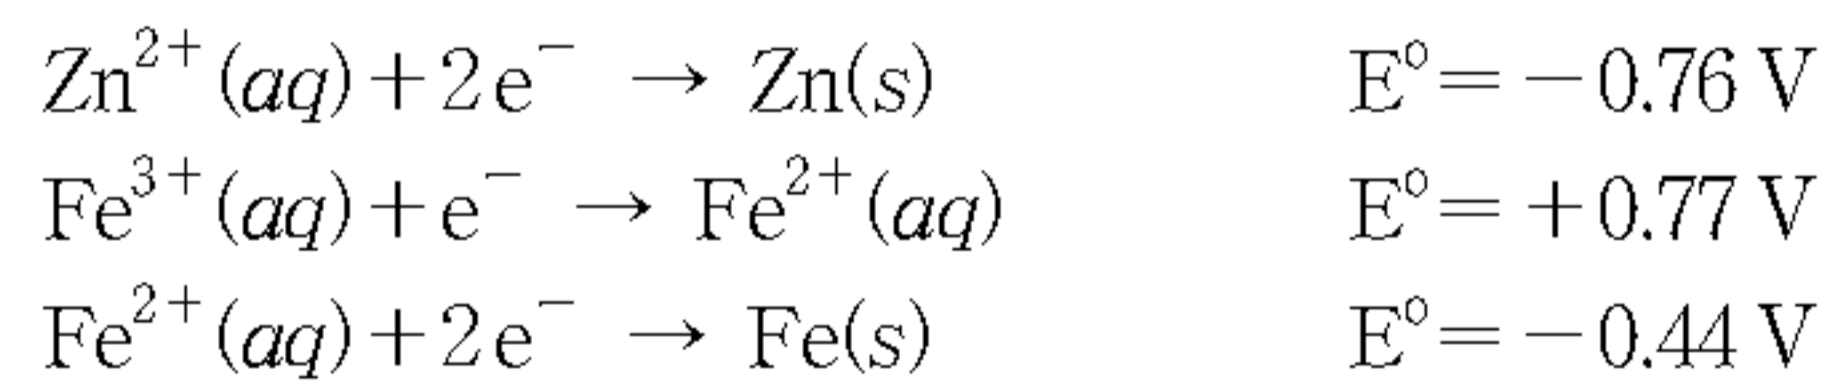 Zn²⁺(aq)+2e⁻ → Zn(s) E°=−0.76 V
Fe³⁺(aq)+e⁻ → Fe²⁺(aq) E°=+0.77 V
Fe²⁺(aq)+2e⁻ → Fe(s) E°=−0.44 V